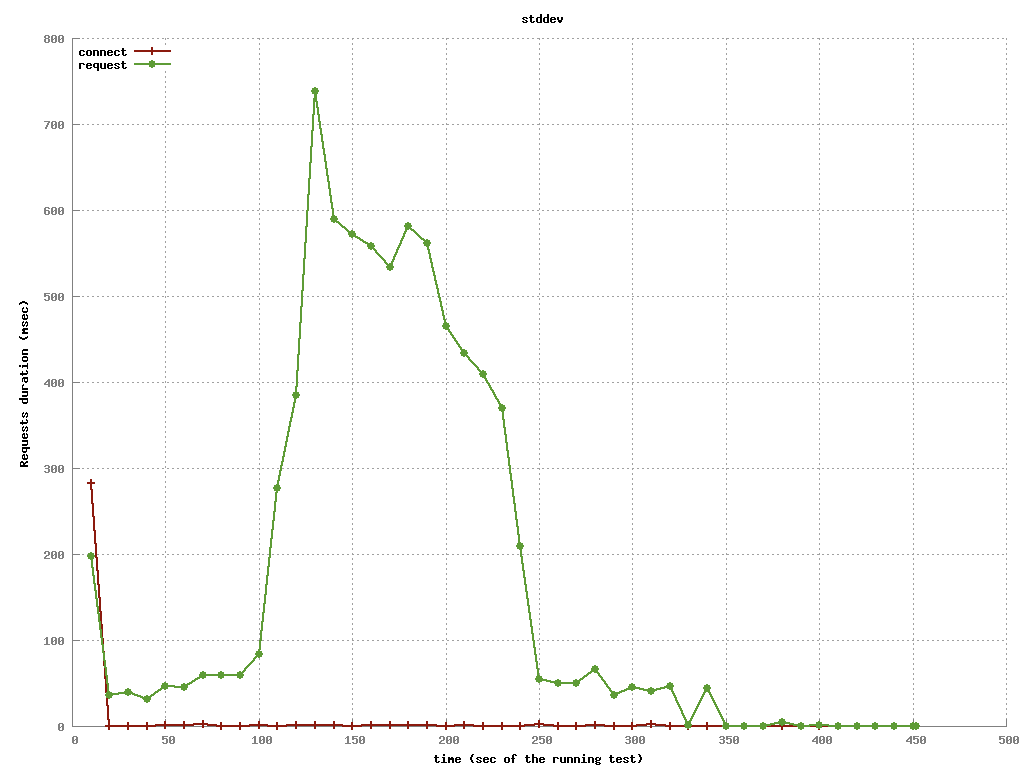 stddev
800
connect
request
700
600
500
400
300
200
100
0
Requests duration (msec)
0 50 100 150 200 250 300 350 400 450 500
time (sec of the running test)